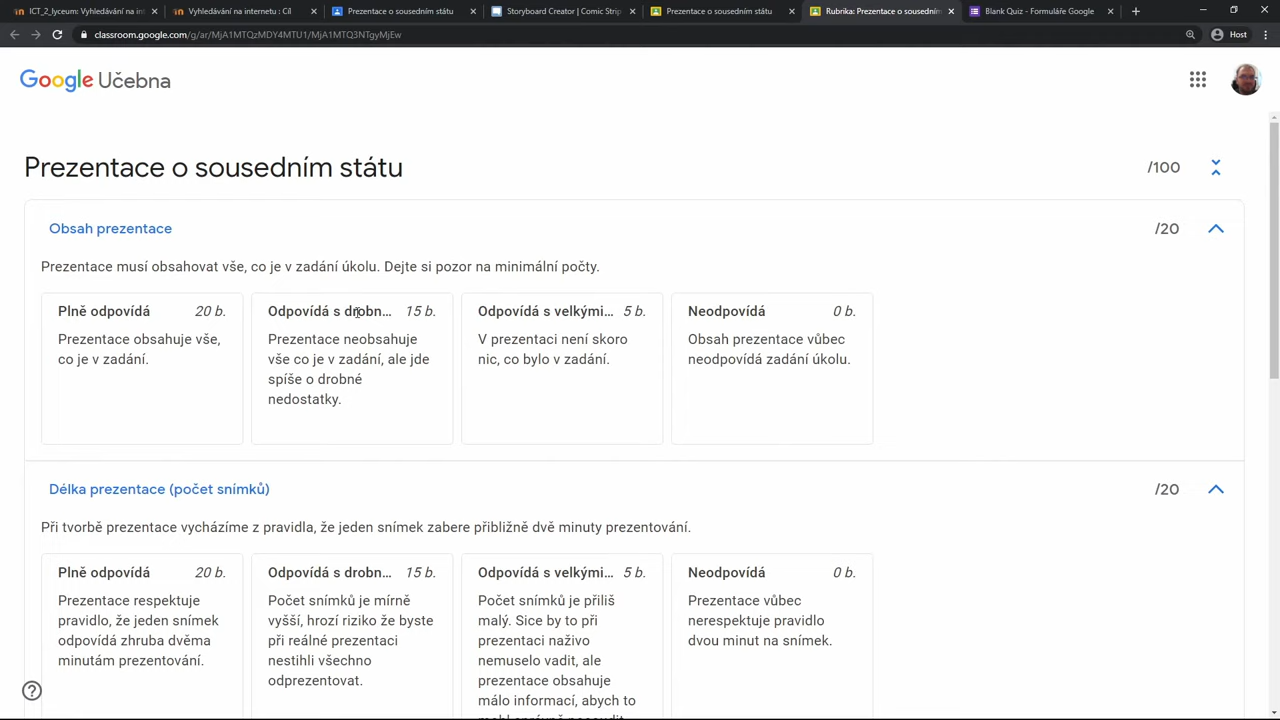 ICT_2_lyceum: Vyhledávání na int
Vyhledávání na internetu : Cíl
Prezentace o sousedním státu
Storyboard Creator | Comic Strip
Prezentace o sousedním státu
Rubrika: Prezentace o sousedním
Blank Quiz - Formuláře Google
classroom.google.com/g/ar/MjA1MTQzMDY4MTU1/MjA1MTQ3NTgyMjEw
Host
Google Učebna
Prezentace o sousedním státu
/100
Obsah prezentace
/20
Prezentace musí obsahovat vše, co je v zadání úkolu. Dejte si pozor na minimální počty.
Plně odpovídá 20 b.
Prezentace obsahuje vše,
co je v zadání.
Odpovídá s drobn... 15 b.
Prezentace neobsahuje
vše co je v zadání, ale jde
spíše o drobné
nedostatky.
Odpovídá s velkými... 5 b.
V prezentaci není skoro
nic, co bylo v zadání.
Neodpovídá 0 b.
Obsah prezentace vůbec
neodpovídá zadání úkolu.
Délka prezentace (počet snímků)
/20
Při tvorbě prezentace vycházíme z pravidla, že jeden snímek zabere přibližně dvě minuty prezentování.
Plně odpovídá 20 b.
Prezentace respektuje
pravidlo, že jeden snímek
odpovídá zhruba dvěma
minutám prezentování.
Odpovídá s drobn... 15 b.
Počet snímků je mírně
vyšší, hrozí riziko že byste
při reálné prezentaci
nestihli všechno
odprezentovat.
Odpovídá s velkými... 5 b.
Počet snímků je příliš
malý. Sice by to při
prezentaci naživo
nemuselo vadit, ale
prezentace obsahuje
málo informací, abych to
Neodpovídá 0 b.
Prezentace vůbec
nerespektuje pravidlo
dvou minut na snímek.